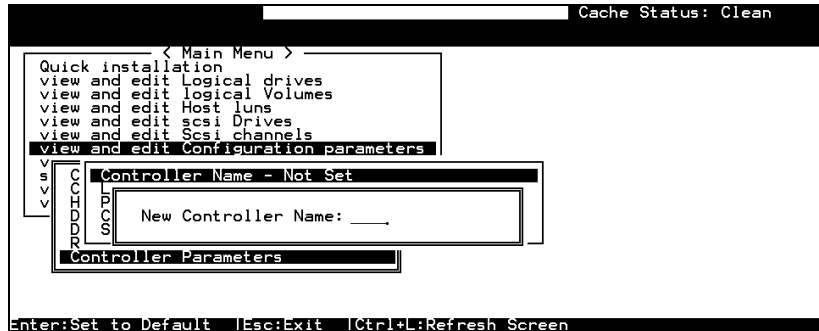 Cache Status: Clean
< Main Menu >
Quick installation
view and edit Logical drives
view and edit logical Volumes
view and edit Host luns
view and edit scsi Drives
view and edit Scsi channels
view and edit Configuration parameters
v
s C Controller Name - Not Set
v C L
v H P
D C New Controller Name: ____
D S
R
Controller Parameters
Enter:Set to Default |Esc:Exit |Ctrl+L:Refresh Screen